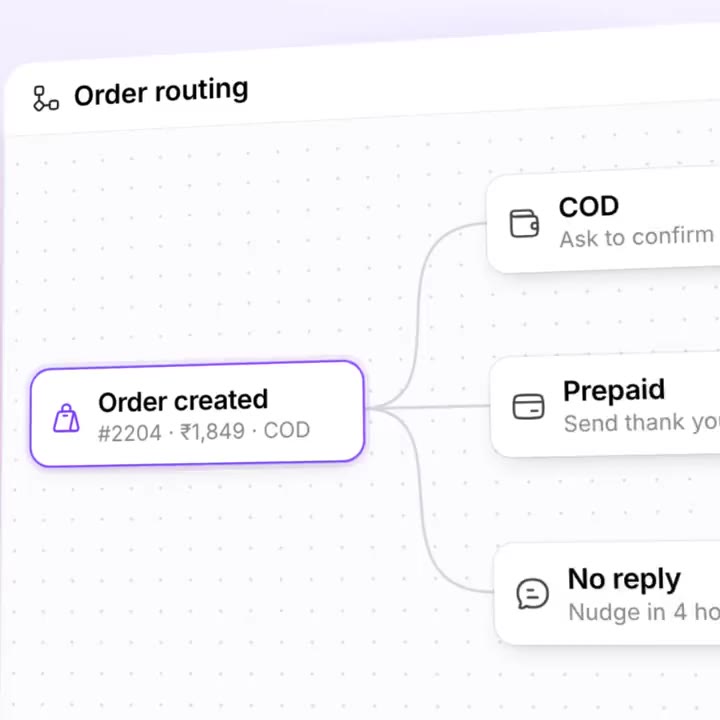 Order routing
COD
Ask to confirm
Order created
#2204 · ₹1,849 · COD
Prepaid
Send thank
No reply
Nudge in 4